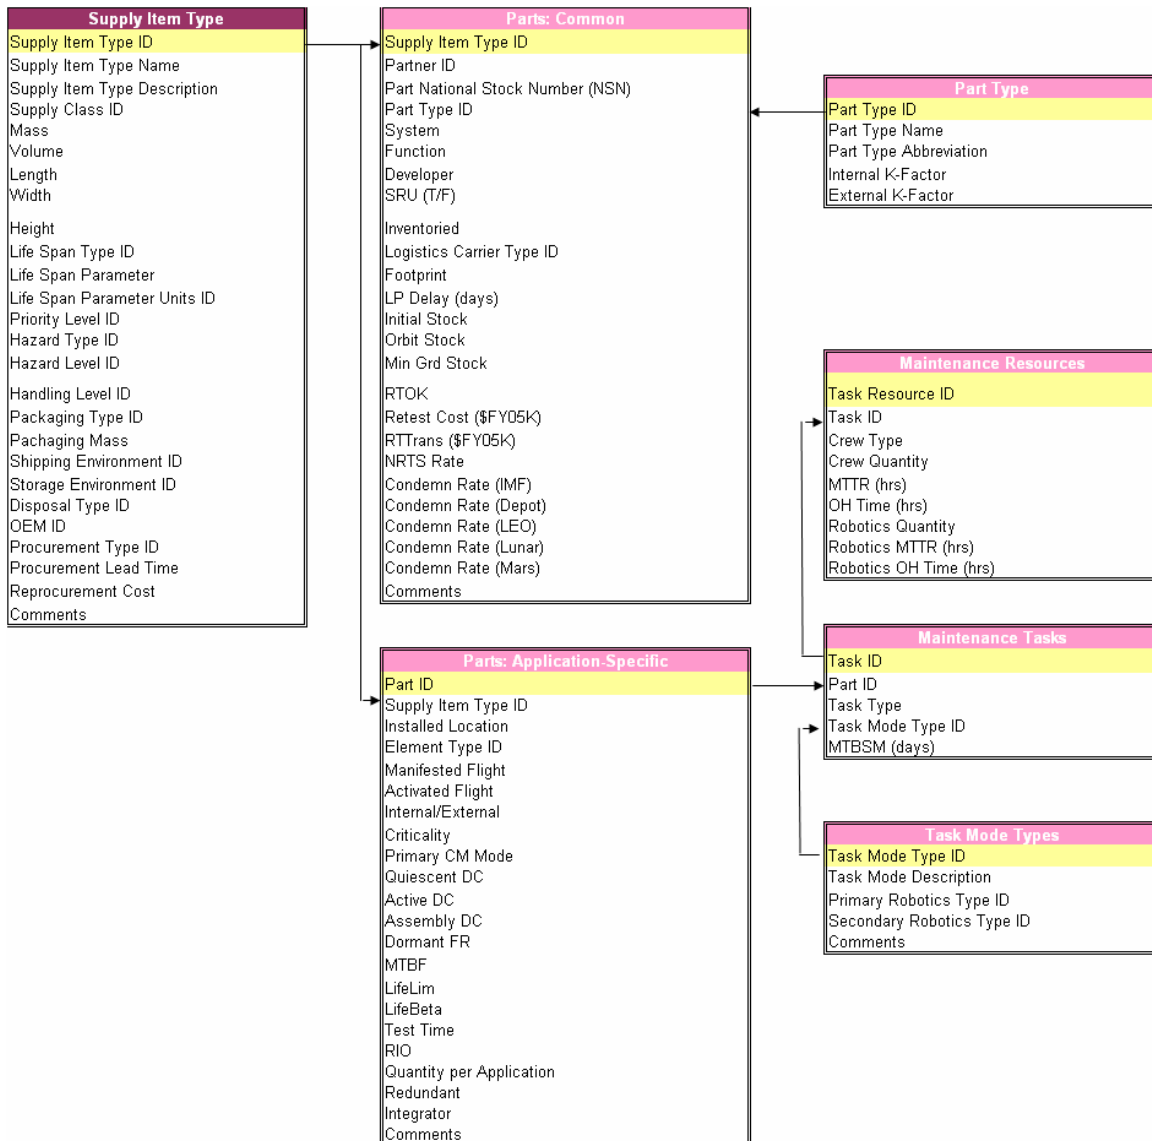 Supply Item Type
Supply Item Type ID
Supply Item Type Name
Supply Item Type Description
Supply Class ID
Mass
Volume
Length
Width
Height
Life Span Type ID
Life Span Parameter
Life Span Parameter Units ID
Priority Level ID
Hazard Type ID
Hazard Level ID
Handling Level ID
Packaging Type ID
Pachaging Mass
Shipping Environment ID
Storage Environment ID
Disposal Type ID
OEM ID
Procurement Type ID
Procurement Lead Time
Reprocurement Cost
Comments
Parts: Common
Supply Item Type ID
Partner ID
Part National Stock Number (NSN)
Part Type ID
System
Function
Developer
SRU (T/F)
Inventoried
Logistics Carrier Type ID
Footprint
LP Delay (days)
Initial Stock
Orbit Stock
Min Grd Stock
RTOK
Retest Cost ($FY05K)
RTTrans ($FY05K)
NRTS Rate
Condemn Rate (IMF)
Condemn Rate (Depot)
Condemn Rate (LEO)
Condemn Rate (Lunar)
Condemn Rate (Mars)
Comments
Parts: Application-Specific
Part ID
Supply Item Type ID
Installed Location
Element Type ID
Manifested Flight
Activated Flight
Internal/External
Criticality
Primary CM Mode
Quiescent DC
Active DC
Assembly DC
Dormant FR
MTBF
LifeLim
LifeBeta
Test Time
RIO
Quantity per Application
Redundant
Integrator
Comments
Part Type
Part Type ID
Part Type Name
Part Type Abbreviation
Internal K-Factor
External K-Factor
Maintenance Resources
Task Resource ID
Task ID
Crew Type
Crew Quantity
MTTR (hrs)
OH Time (hrs)
Robotics Quantity
Robotics MTTR (hrs)
Robotics OH Time (hrs)
Maintenance Tasks
Task ID
Part ID
Task Type
Task Mode Type ID
MTBSM (days)
Task Mode Types
Task Mode Type ID
Task Mode Description
Primary Robotics Type ID
Secondary Robotics Type ID
Comments